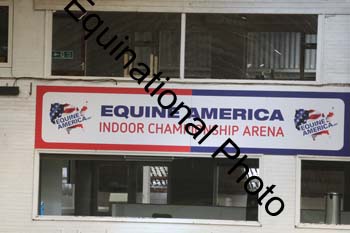 EQUINE AMERICA
INDOOR CHAMPIONSHIP ARENA
EQUINE
AMERICA
EQUINE
AMERICA
Equinational Photo